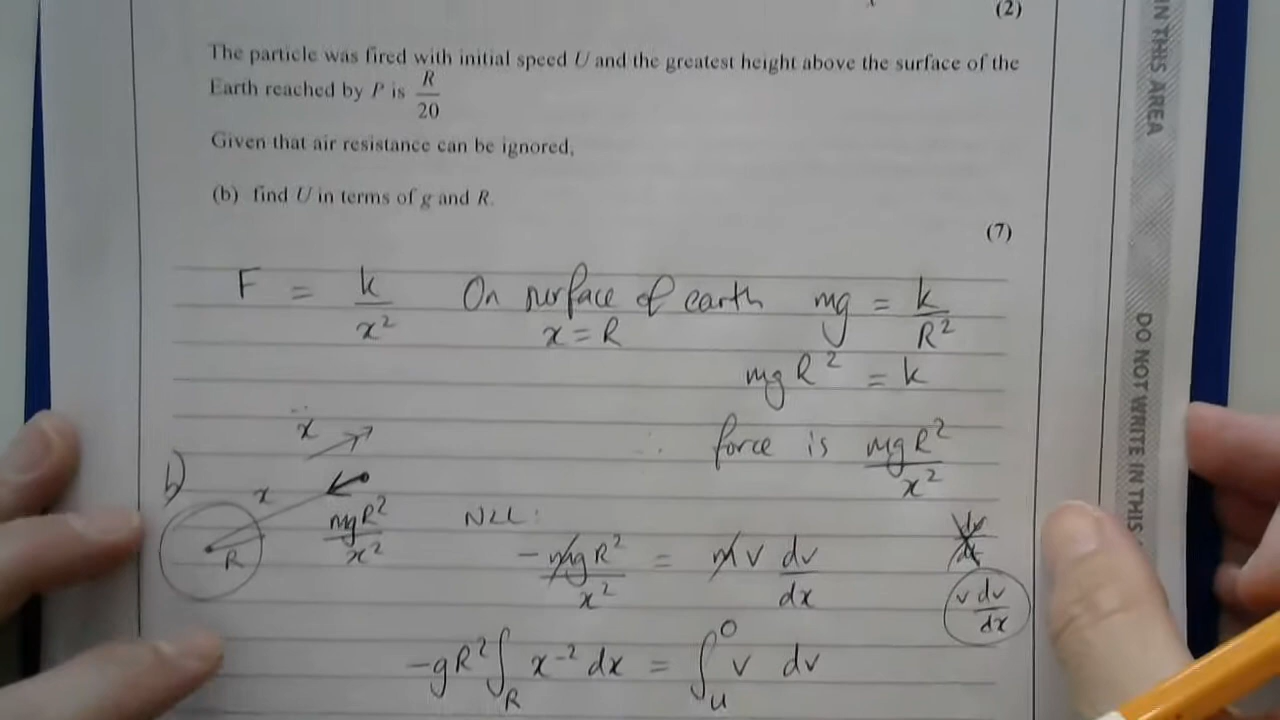 (2)
The particle was fired with initial speed U and the greatest height above the surface of the
Earth reached by P is R/20
Given that air resistance can be ignored,
(b) find U in terms of g and R.
(7)
F = k/x² On surface of earth mg = k/R²
x = R
mgR² = k
∴ force is mgR²/x²
b)
ẍ
x
R
mgR²/x²
N2L:
-mgR²/x² = mv dv/dx
v dv/dx
-gR² ∫_R x⁻² dx = ∫_U^0 v dv
IN THIS AREA
DO NOT WRITE IN THIS